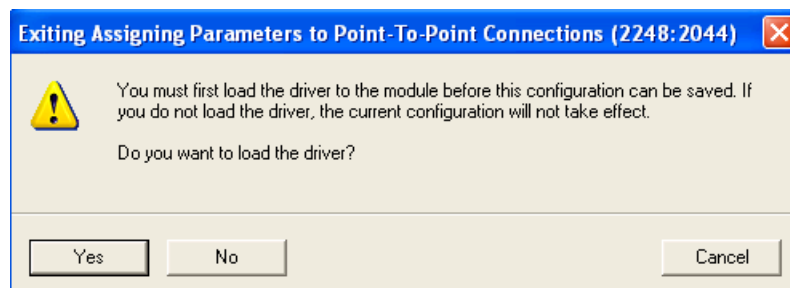 Exiting Assigning Parameters to Point-To-Point Connections (2248:2044)
You must first load the driver to the module before this configuration can be saved. If
you do not load the driver, the current configuration will not take effect.
Do you want to load the driver?
Yes
No
Cancel